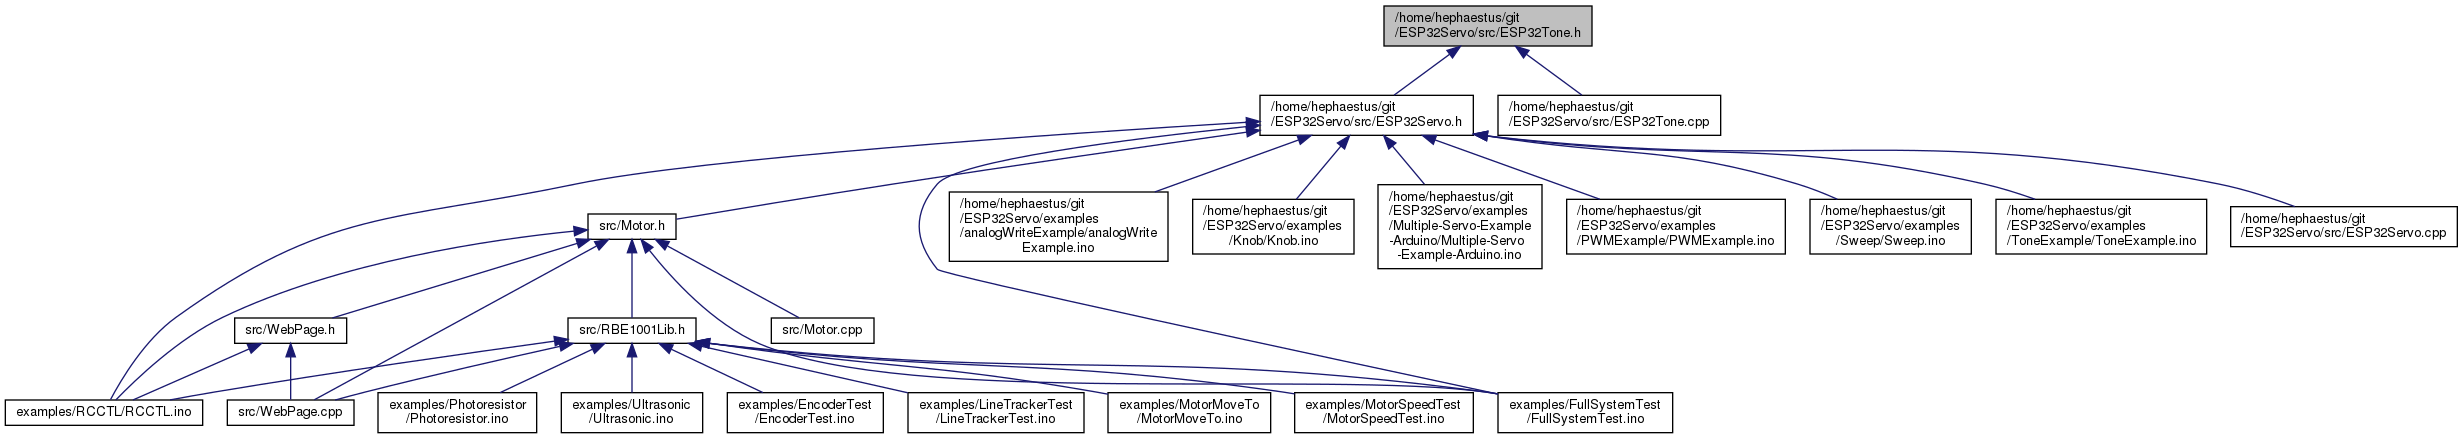 /home/hephaestus/git
/ESP32Servo/src/ESP32Tone.h
/home/hephaestus/git
/ESP32Servo/src/ESP32Servo.h
/home/hephaestus/git
/ESP32Servo/src/ESP32Tone.cpp
src/Motor.h
/home/hephaestus/git
/ESP32Servo/examples
/analogWriteExample/analogWrite
Example.ino
/home/hephaestus/git
/ESP32Servo/examples
/Knob/Knob.ino
/home/hephaestus/git
/ESP32Servo/examples
/Multiple-Servo-Example
-Arduino/Multiple-Servo
-Example-Arduino.ino
/home/hephaestus/git
/ESP32Servo/examples
/PWMExample/PWMExample.ino
/home/hephaestus/git
/ESP32Servo/examples
/Sweep/Sweep.ino
/home/hephaestus/git
/ESP32Servo/examples
/ToneExample/ToneExample.ino
/home/hephaestus/git
/ESP32Servo/src/ESP32Servo.cpp
src/WebPage.h
src/RBE1001Lib.h
src/Motor.cpp
examples/RCCTL/RCCTL.ino
src/WebPage.cpp
examples/Photoresistor
/Photoresistor.ino
examples/Ultrasonic
/Ultrasonic.ino
examples/EncoderTest
/EncoderTest.ino
examples/LineTrackerTest
/LineTrackerTest.ino
examples/MotorMoveTo
/MotorMoveTo.ino
examples/MotorSpeedTest
/MotorSpeedTest.ino
examples/FullSystemTest
/FullSystemTest.ino